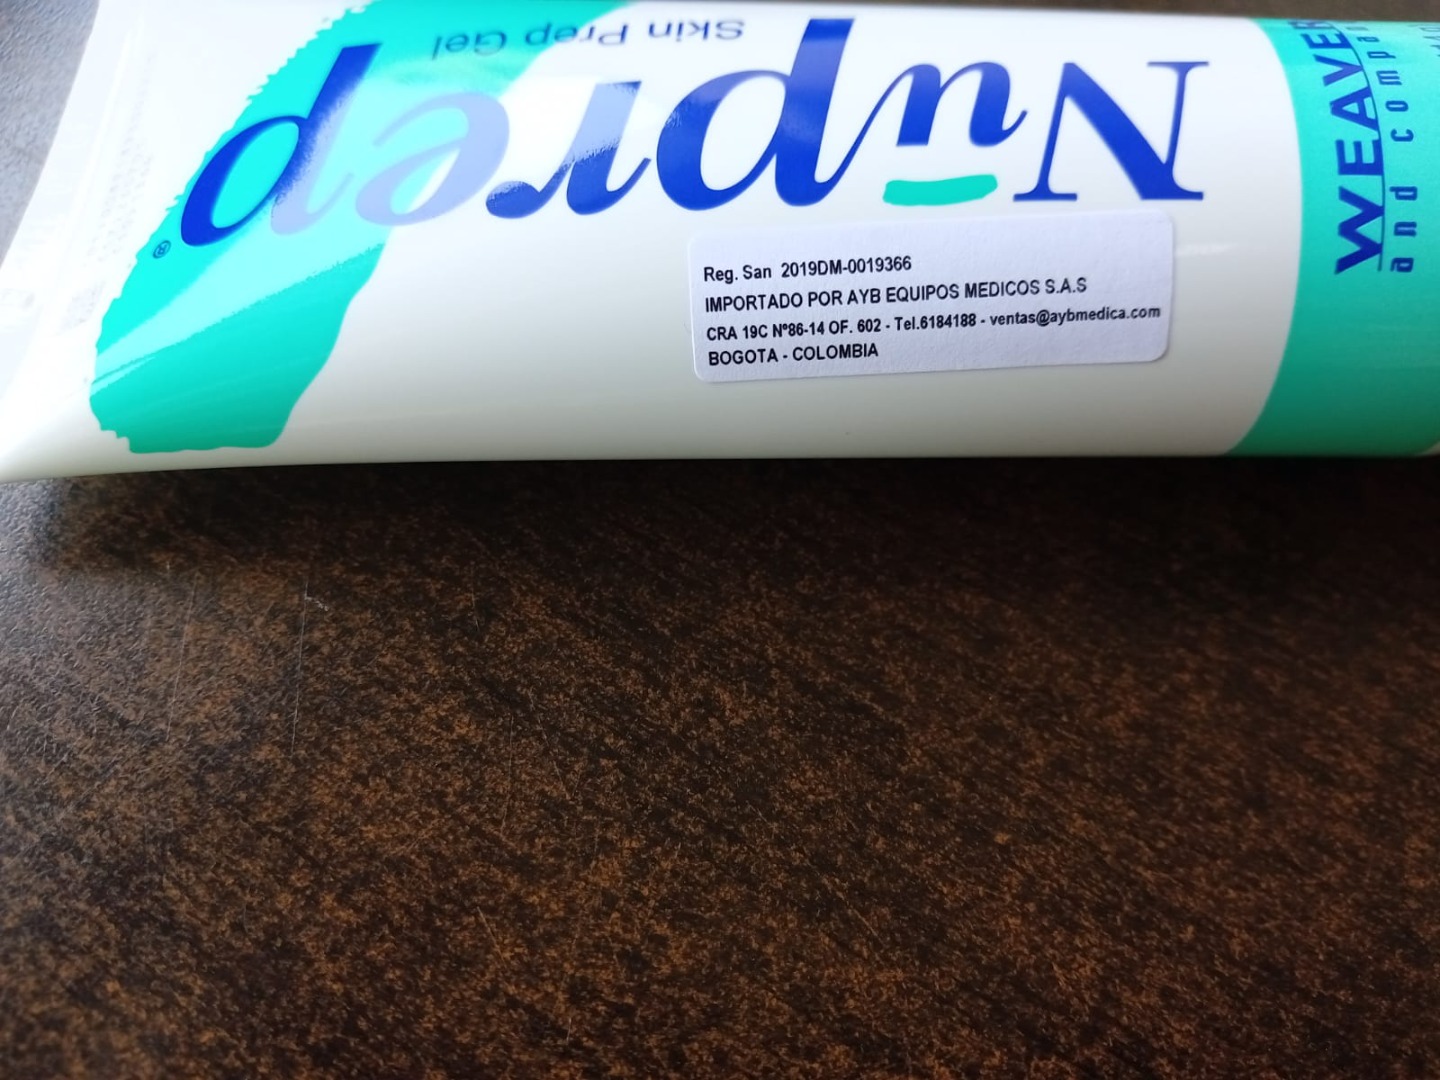 Nuprep®
Skin Prep Gel
WEAVER
and company
Reg. San 2019DM-0019366
IMPORTADO POR AYB EQUIPOS MEDICOS S.A.S
CRA 19C Nº86-14 OF. 602 - Tel.6184188 - ventas@aybmedica.com
BOGOTA - COLOMBIA